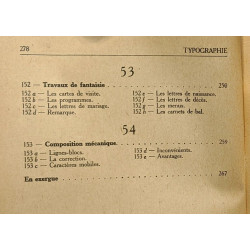 278 TYPOGRAPHIE
53
152 — Travaux de fantaisie 250
152 a — Les cartes de visite. 152 e — Les lettres de naissance.
152 b — Les programmes. 152 f — Les lettres de décès.
152 c — Les lettres de mariage. 152 g — Les menus.
152 d — Remarque. 152 h — Les carnets de bal.
54
153 — Composition mécanique. 259
153 a — Lignes-blocs. 153 d — Inconvénients.
153 b — La correction. 153 e — Avantages.
153 c — Caractères mobiles.
En exergue 267